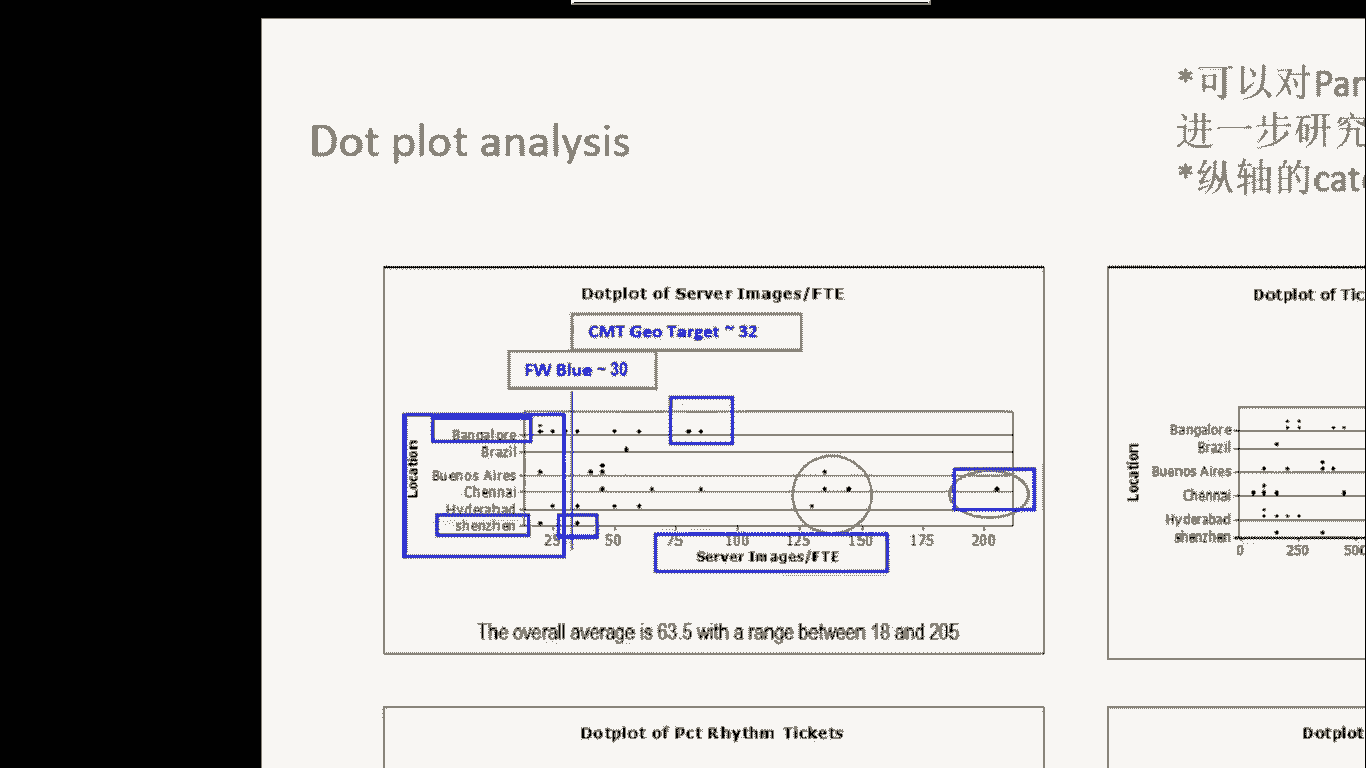 *可以对Par
进一步研究
*纵轴的cat
Dot plot analysis
Dotplot of Server Images/FTE
CMT Geo Target ~ 32
FW Blue ~ 30
Location
Bangalore
Brazil
Buenos Aires
Chennai
Hyderabad
shenzhen
25 50 75 100 125 150 175 200
Server Images/FTE
The overall average is 63.5 with a range between 18 and 205
Dotplot of Tic
Location
Bangalore
Brazil
Buenos Aires
Chennai
Hyderabad
shenzhen
0 250 500
Dotplot of Pct Rhythm Tickets
Dotplot